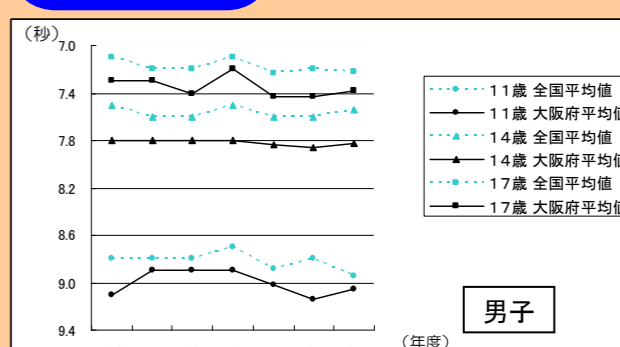 (秒)
7.0
7.4
7.8
8.2
8.6
9.0
9.4
11歳 全国平均値
11歳 大阪府平均値
14歳 全国平均値
14歳 大阪府平均値
17歳 全国平均値
17歳 大阪府平均値
男子
(年度)